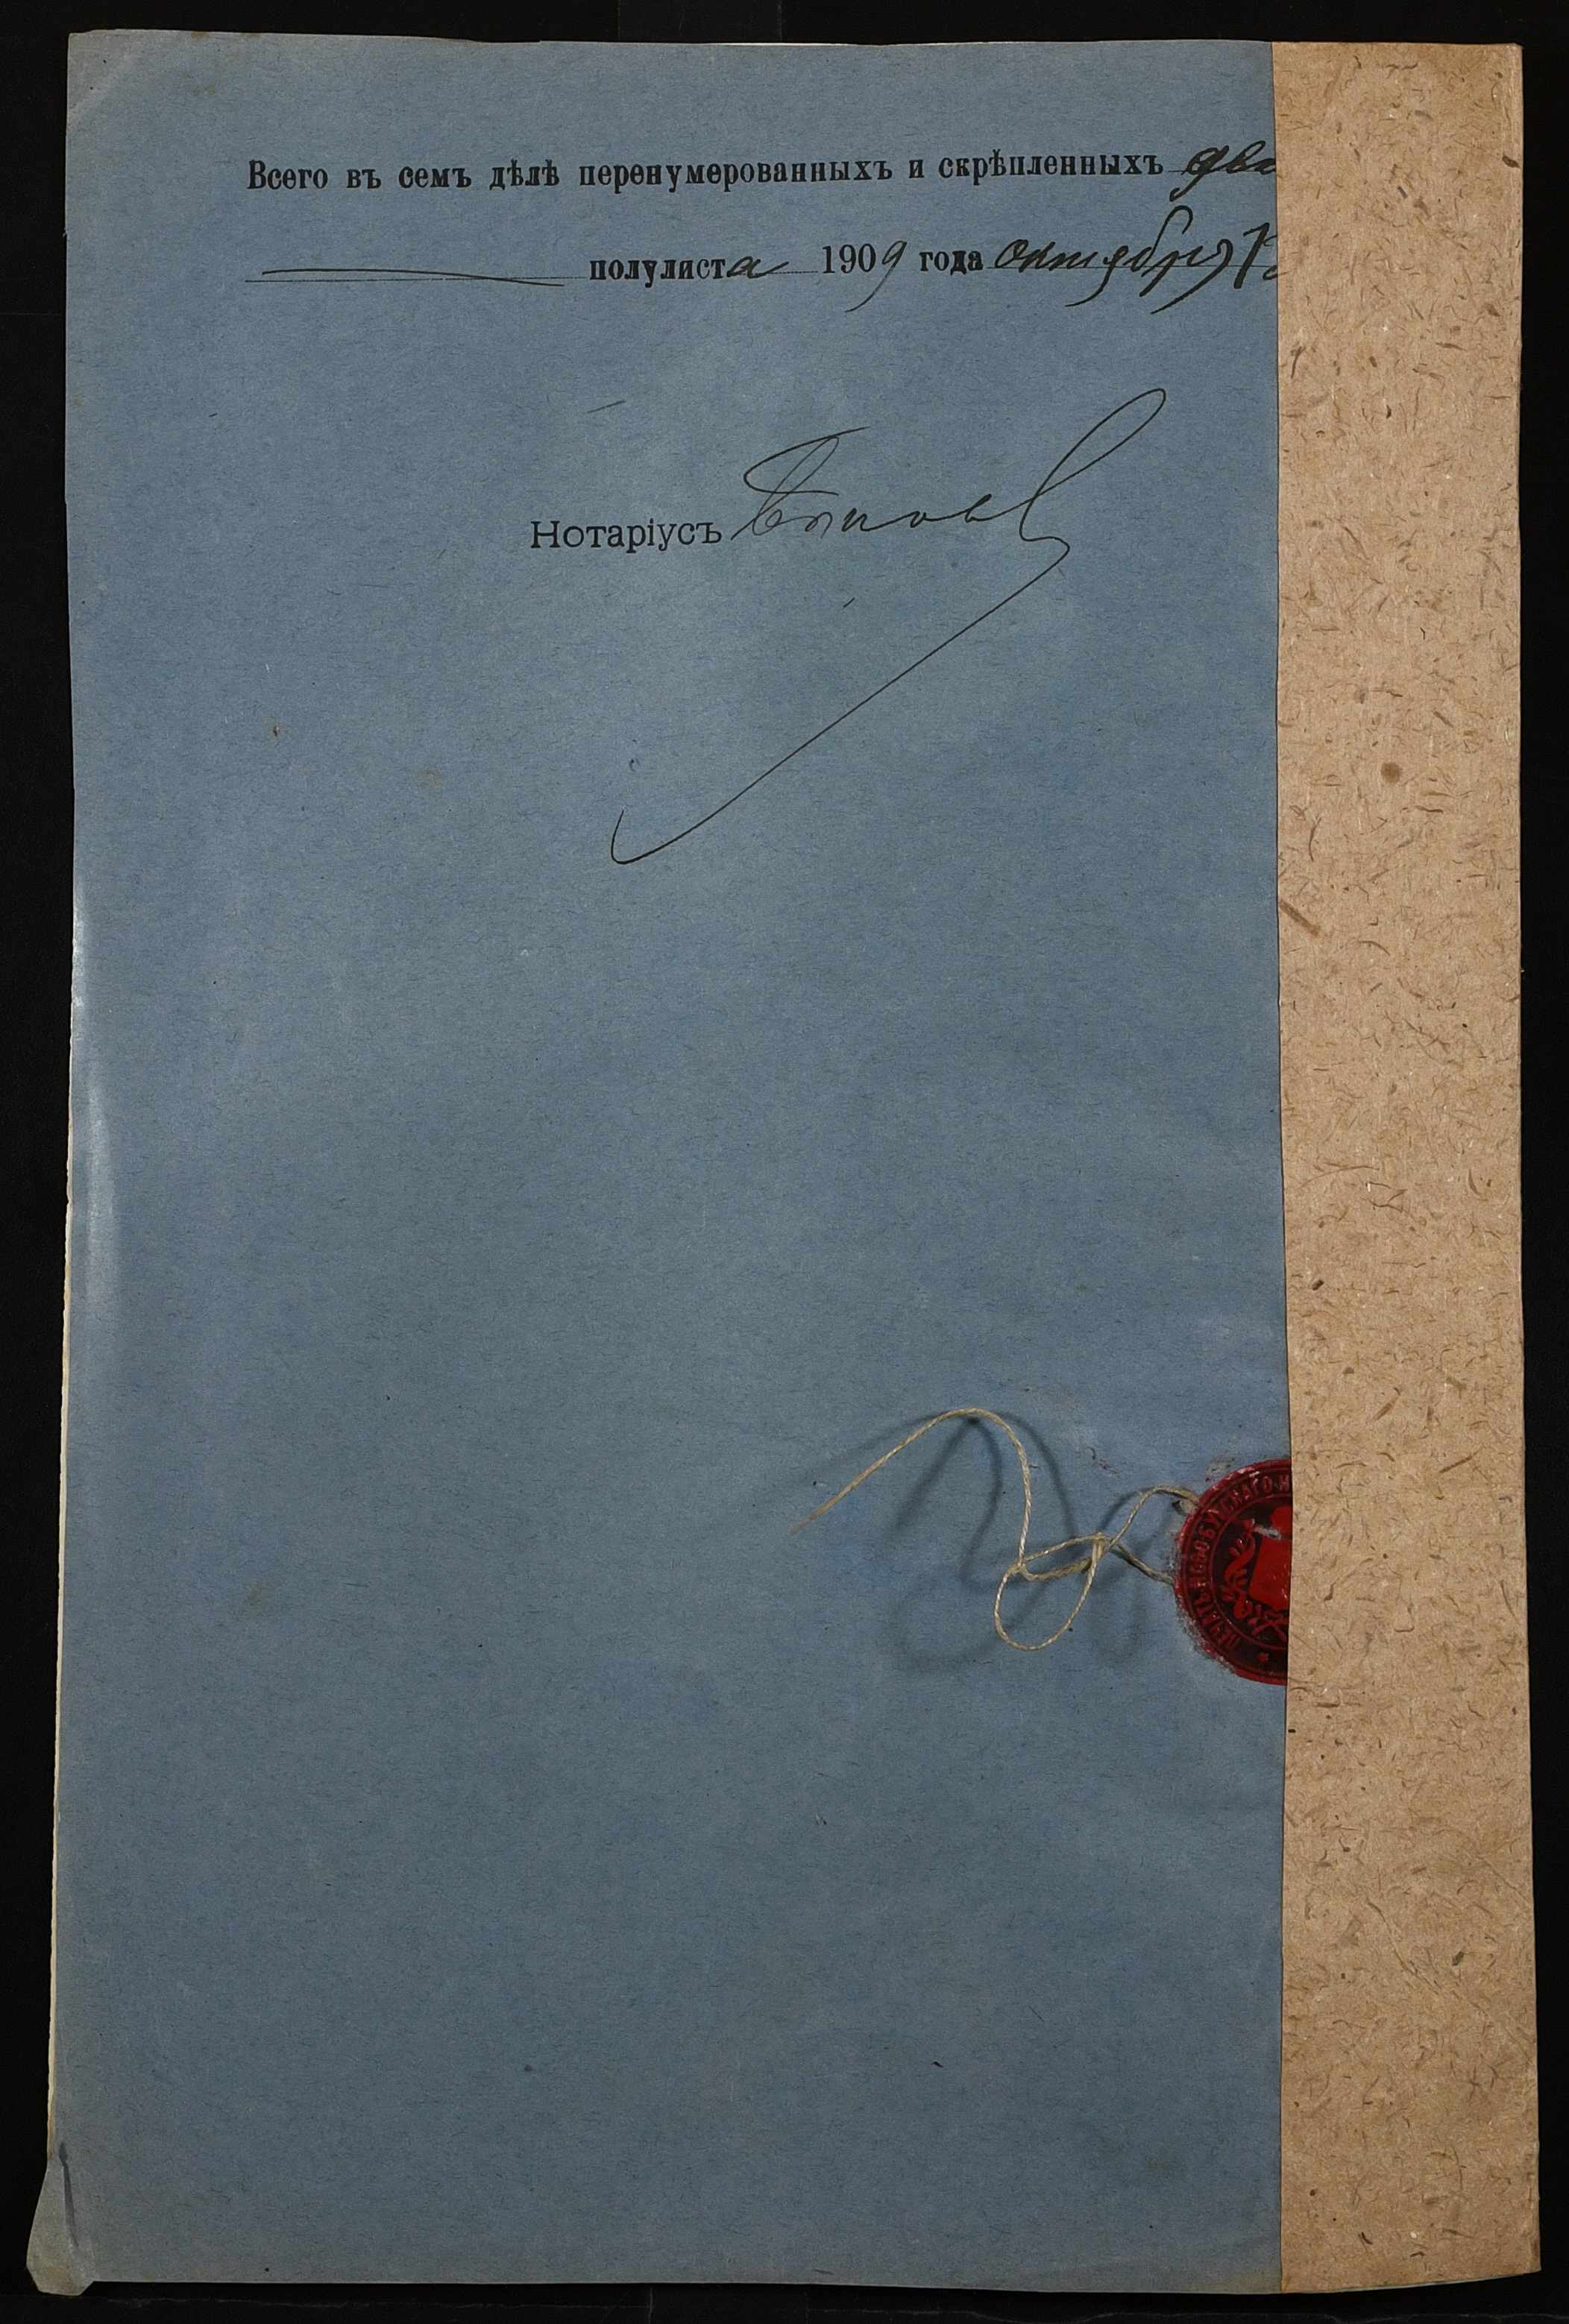 Всего въ семъ дѣлѣ перенумерованныхъ и скрѣпленныхъ два
полулиста 1909 года октября
Нотаріусъ